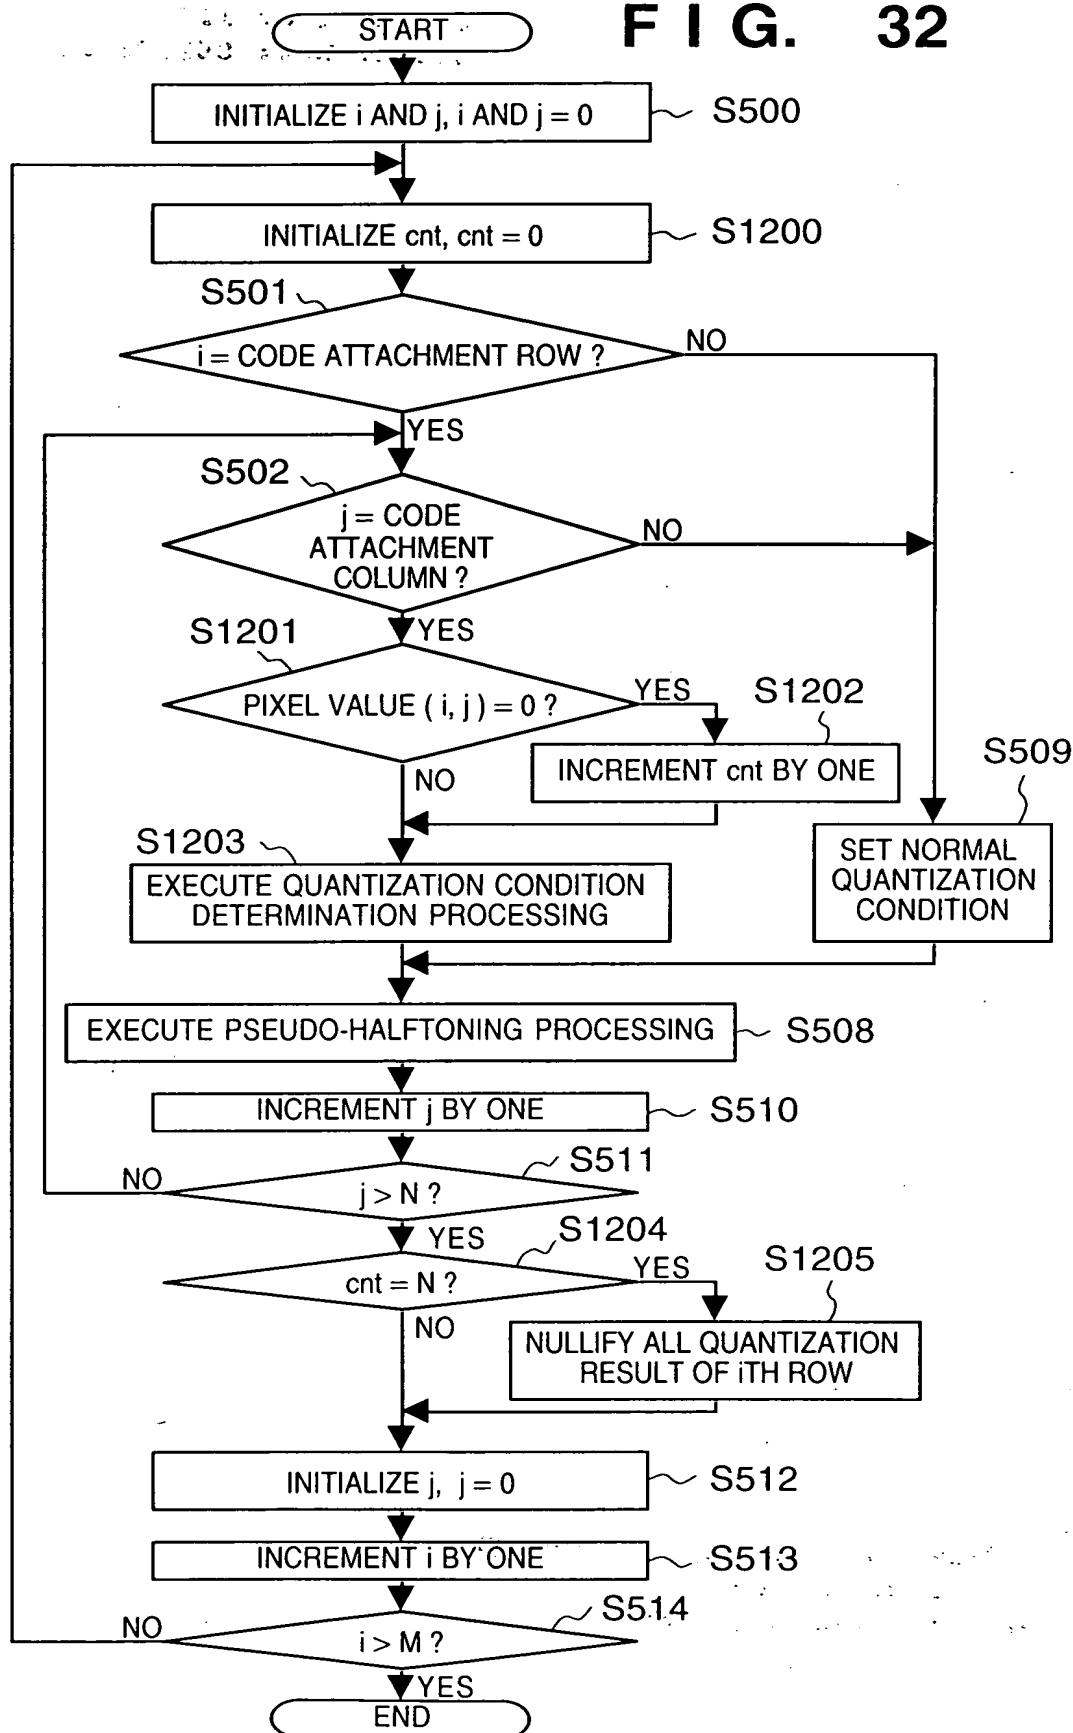 FIG. 32
START
INITIALIZE i AND j, i AND j = 0
S500
INITIALIZE cnt, cnt = 0
S1200
S501
i = CODE ATTACHMENT ROW ?
NO
YES
S502
j = CODE
ATTACHMENT
COLUMN ?
NO
YES
S1201
PIXEL VALUE ( i, j ) = 0 ?
YES
S1202
INCREMENT cnt BY ONE
NO
S509
SET NORMAL
QUANTIZATION
CONDITION
S1203
EXECUTE QUANTIZATION CONDITION
DETERMINATION PROCESSING
EXECUTE PSEUDO-HALFTONING PROCESSING
S508
INCREMENT j BY ONE
S510
S511
j > N ?
NO
YES
S1204
cnt = N ?
YES
S1205
NULLIFY ALL QUANTIZATION
RESULT OF iTH ROW
NO
INITIALIZE j, j = 0
S512
INCREMENT i BY ONE
S513
S514
i > M ?
NO
YES
END